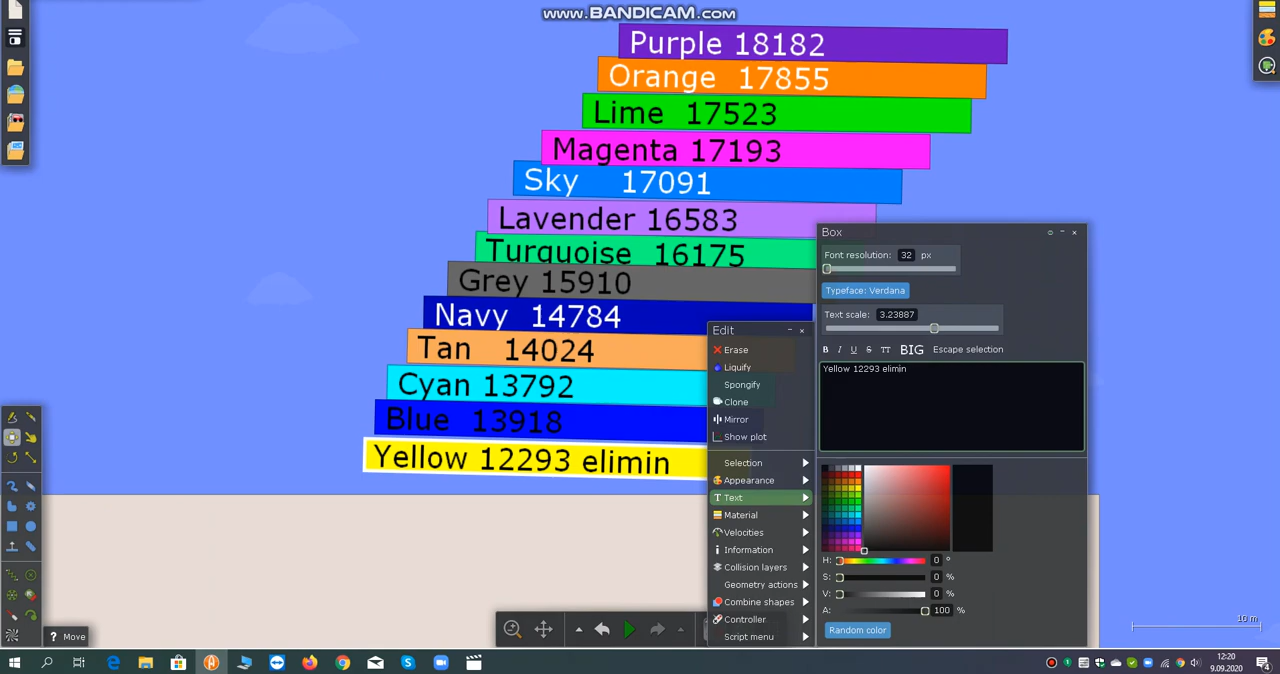 www.BANDICAM.com
Purple 18182
Orange 17855
Lime 17523
Magenta 17193
Sky 17091
Lavender 16583
Turquoise 16175
Grey 15910
Navy 14784
Tan 14024
Cyan 13792
Blue 13918
Yellow 12293 elimin
Box
Font resolution: 32 px
Typeface: Verdana
Text scale: 3.23887
B I U S TT BIG Escape selection
Yellow 12293 elimin
H: 0 °
S: 0 %
V: 0 %
A: 100 %
Random color
Edit
Erase
Liquify
Spongify
Clone
Mirror
Show plot
Selection
Appearance
Text
Material
Velocities
Information
Collision layers
Geometry actions
Combine shapes
Controller
Script menu
? Move
10 m
12:20
9.09.2020
4